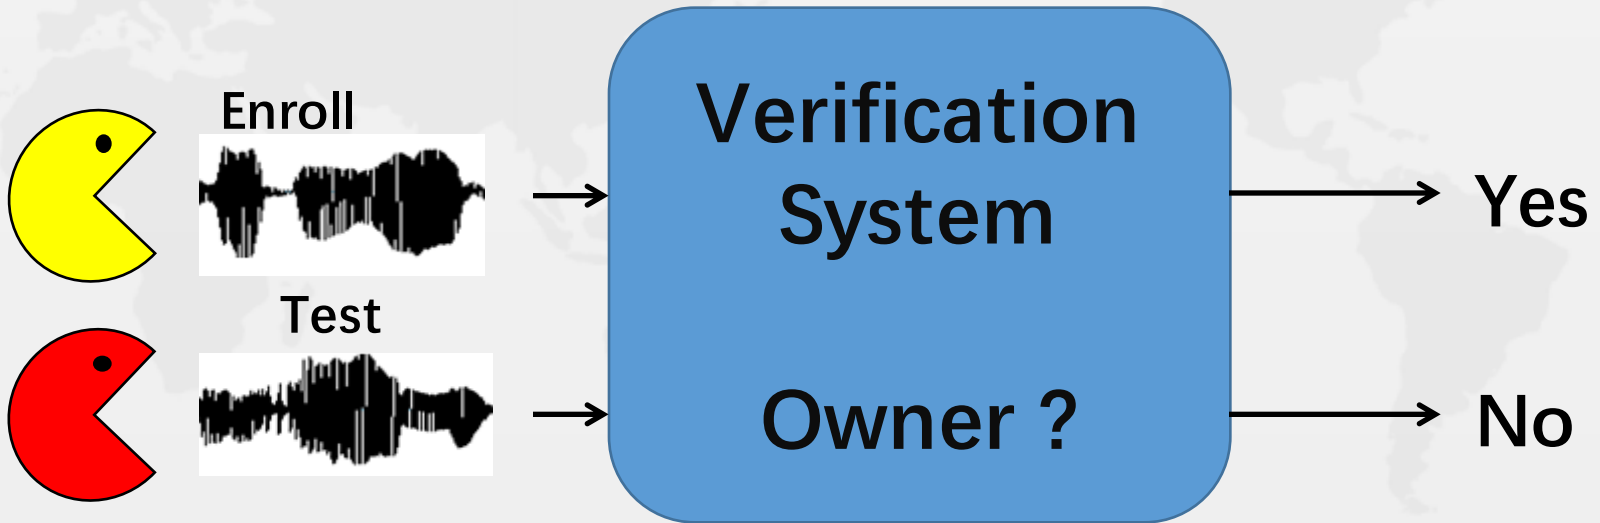 Enroll
Test
Verification
System
Owner ?
Yes
No